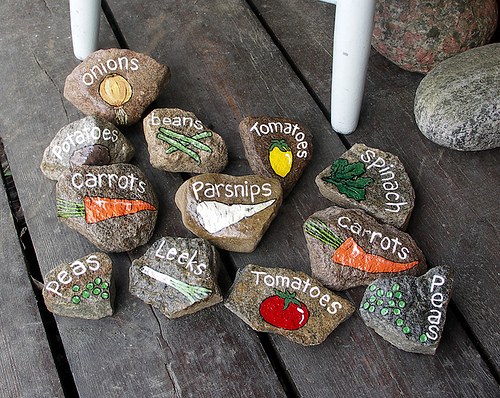 onions
Potatoes
beans
Tomatoes
spinach
carrots
Parsnips
carrots
Peas
Leeks
Tomatoes
Peas